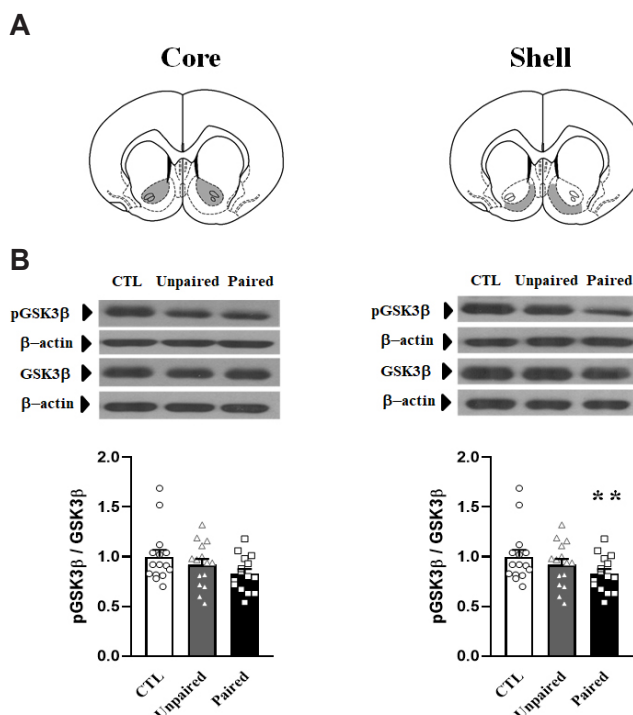 A
Core
Shell
B
CTL Unpaired Paired
pGSK3β
β–actin
GSK3β
β–actin
CTL Unpaired Paired
pGSK3β
β–actin
GSK3β
β–actin
pGSK3β / GSK3β
2.0
1.5
1.0
0.5
0.0
CTL
Unpaired
Paired
pGSK3β / GSK3β
2.0
1.5
1.0
0.5
0.0
**
CTL
Unpaired
Paired